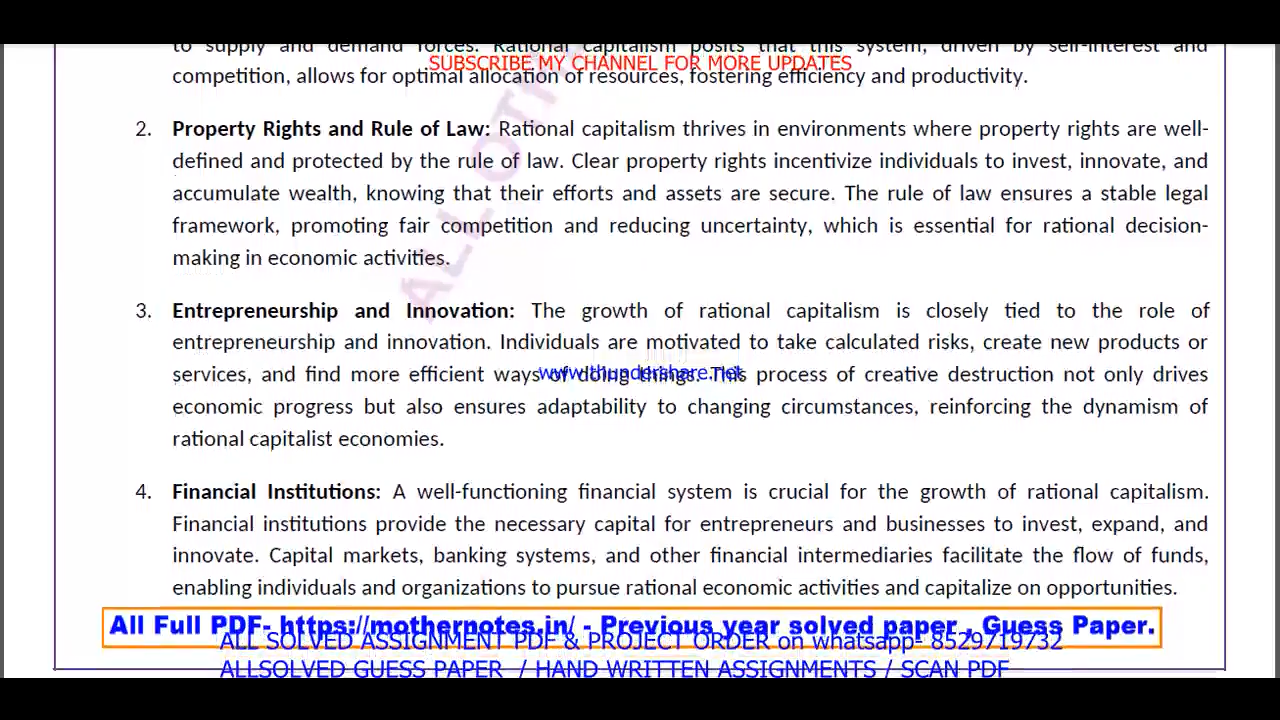 to supply and demand forces. Rational capitalism posits that this system, driven by self-interest and
SUBSCRIBE MY CHANNEL FOR MORE UPDATES
competition, allows for optimal allocation of resources, fostering efficiency and productivity.
2. Property Rights and Rule of Law: Rational capitalism thrives in environments where property rights are well-
defined and protected by the rule of law. Clear property rights incentivize individuals to invest, innovate, and
accumulate wealth, knowing that their efforts and assets are secure. The rule of law ensures a stable legal
framework, promoting fair competition and reducing uncertainty, which is essential for rational decision-
making in economic activities.
3. Entrepreneurship and Innovation: The growth of rational capitalism is closely tied to the role of
entrepreneurship and innovation. Individuals are motivated to take calculated risks, create new products or
services, and find more efficient ways of doing things. This process of creative destruction not only drives
www.thundershare.net
economic progress but also ensures adaptability to changing circumstances, reinforcing the dynamism of
rational capitalist economies.
4. Financial Institutions: A well-functioning financial system is crucial for the growth of rational capitalism.
Financial institutions provide the necessary capital for entrepreneurs and businesses to invest, expand, and
innovate. Capital markets, banking systems, and other financial intermediaries facilitate the flow of funds,
enabling individuals and organizations to pursue rational economic activities and capitalize on opportunities.
All Full PDF- https://mothernotes.in/ - Previous year solved paper , Guess Paper.
ALL SOLVED ASSIGNMENT PDF & PROJECT ORDER on whatsapp- 8529719732
ALLSOLVED GUESS PAPER / HAND WRITTEN ASSIGNMENTS / SCAN PDF